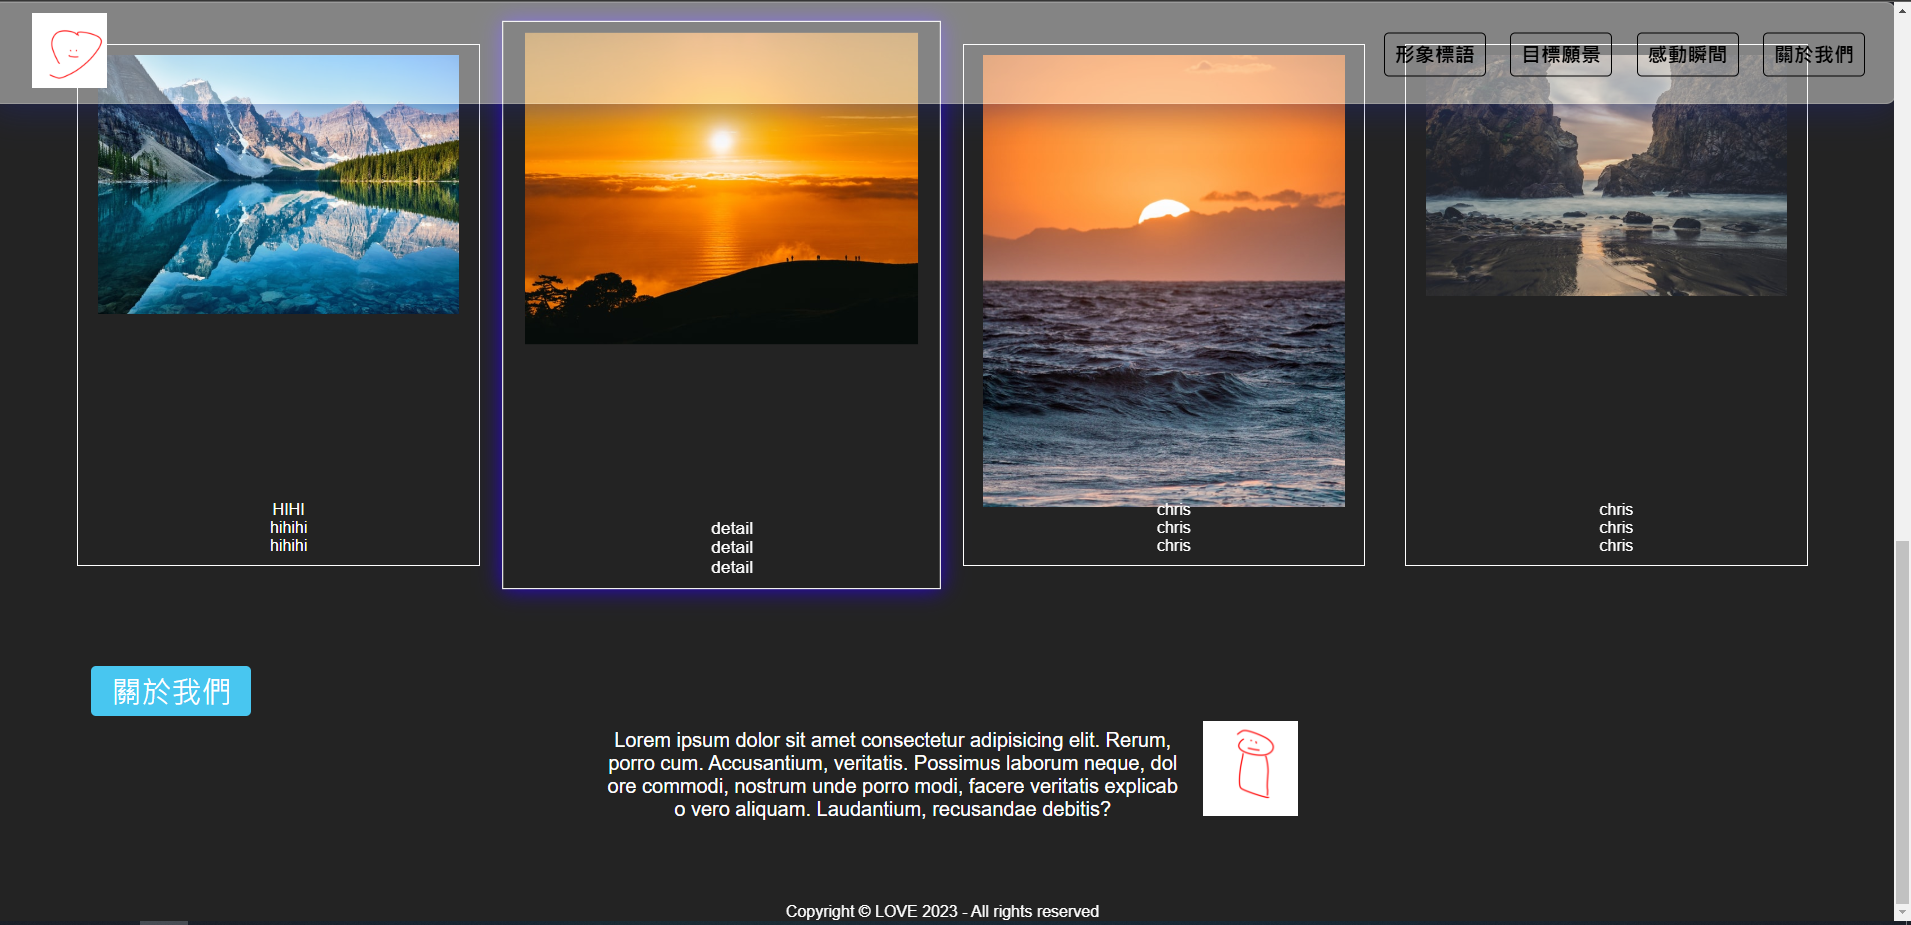 形象標語
目標願景
感動瞬間
關於我們
HIHI
hihihi
hihihi
detail
detail
detail
chris
chris
chris
chris
chris
chris
關於我們
Lorem ipsum dolor sit amet consectetur adipisicing elit. Rerum,
porro cum. Accusantium, veritatis. Possimus laborum neque, dol
ore commodi, nostrum unde porro modi, facere veritatis explicab
o vero aliquam. Laudantium, recusandae debitis?
Copyright © LOVE 2023 - All rights reserved